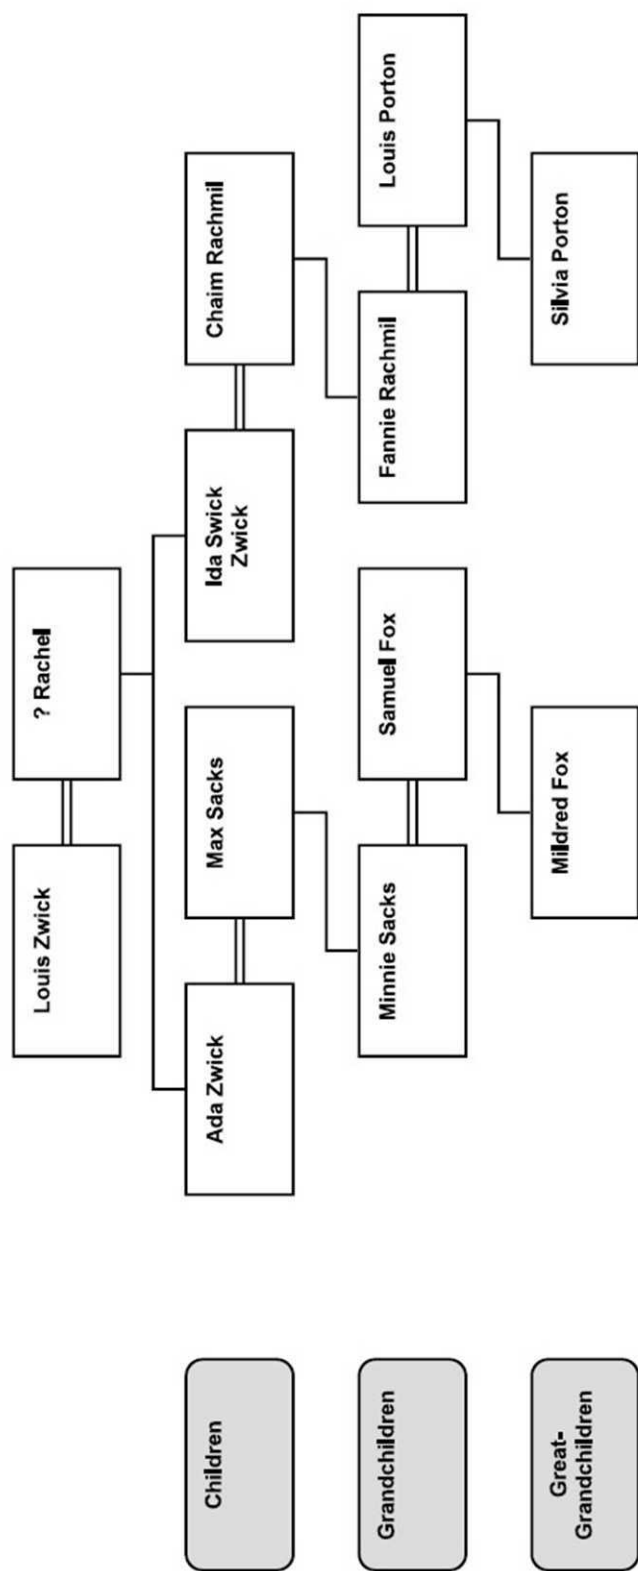 Louis Zwick
? Rachel
Children
Ada Zwick
Max Sacks
Ida Swick
Zwick
Chaim Rachmil
Grandchildren
Minnie Sacks
Samuel Fox
Fannie Rachmil
Louis Porton
Great-
Grandchildren
Mildred Fox
Silvia Porton